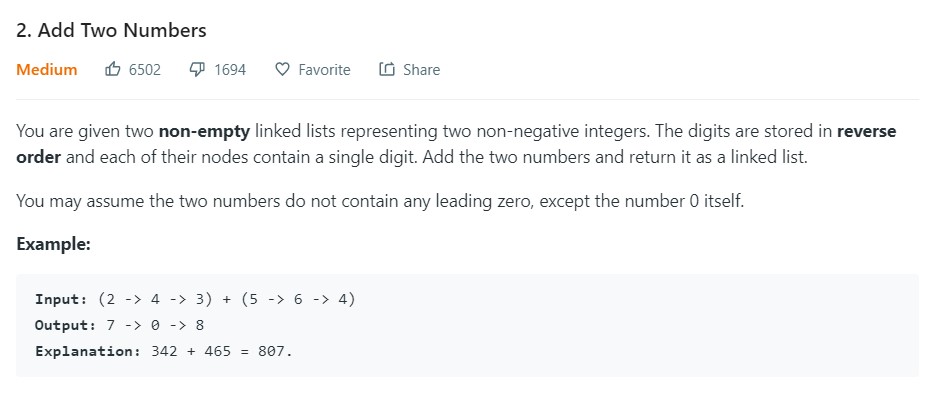 2. Add Two Numbers
Medium 6502 1694 Favorite Share
You are given two non-empty linked lists representing two non-negative integers. The digits are stored in reverse
order and each of their nodes contain a single digit. Add the two numbers and return it as a linked list.
You may assume the two numbers do not contain any leading zero, except the number 0 itself.
Example:
Input: (2 -> 4 -> 3) + (5 -> 6 -> 4)
Output: 7 -> 0 -> 8
Explanation: 342 + 465 = 807.